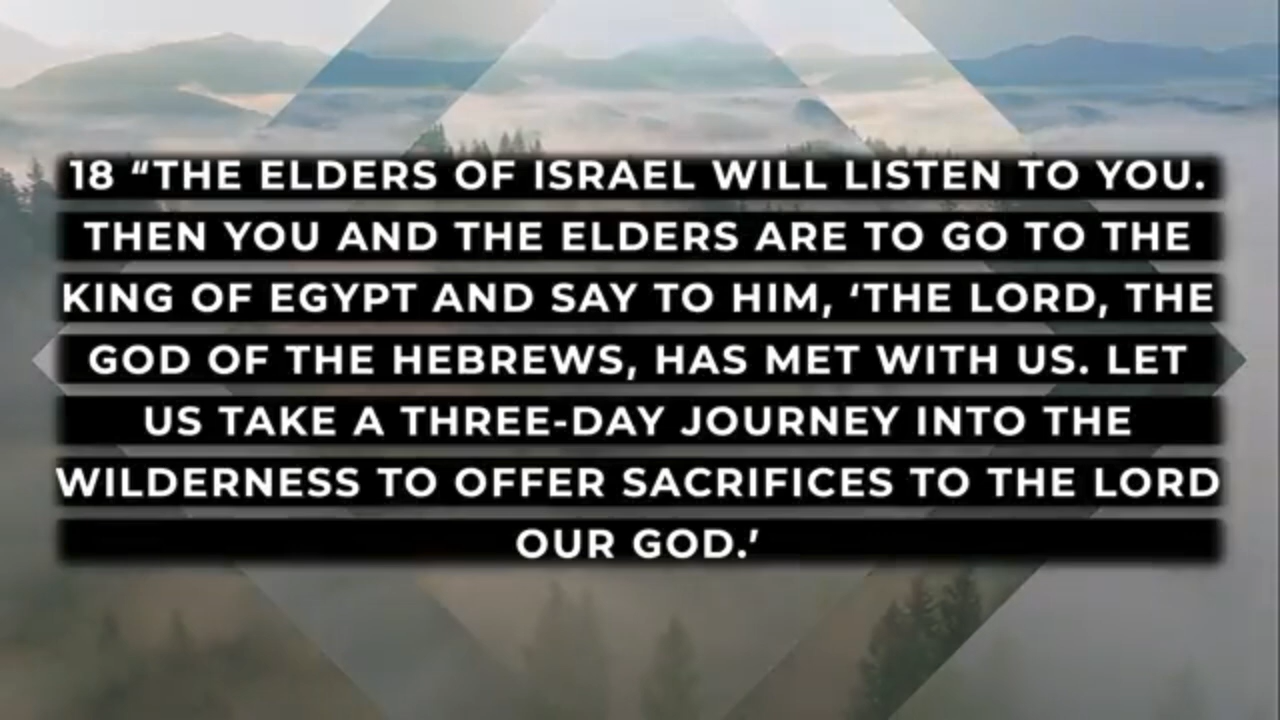 18 “THE ELDERS OF ISRAEL WILL LISTEN TO YOU.
THEN YOU AND THE ELDERS ARE TO GO TO THE
KING OF EGYPT AND SAY TO HIM, ‘THE LORD, THE
GOD OF THE HEBREWS, HAS MET WITH US. LET
US TAKE A THREE-DAY JOURNEY INTO THE
WILDERNESS TO OFFER SACRIFICES TO THE LORD
OUR GOD.’